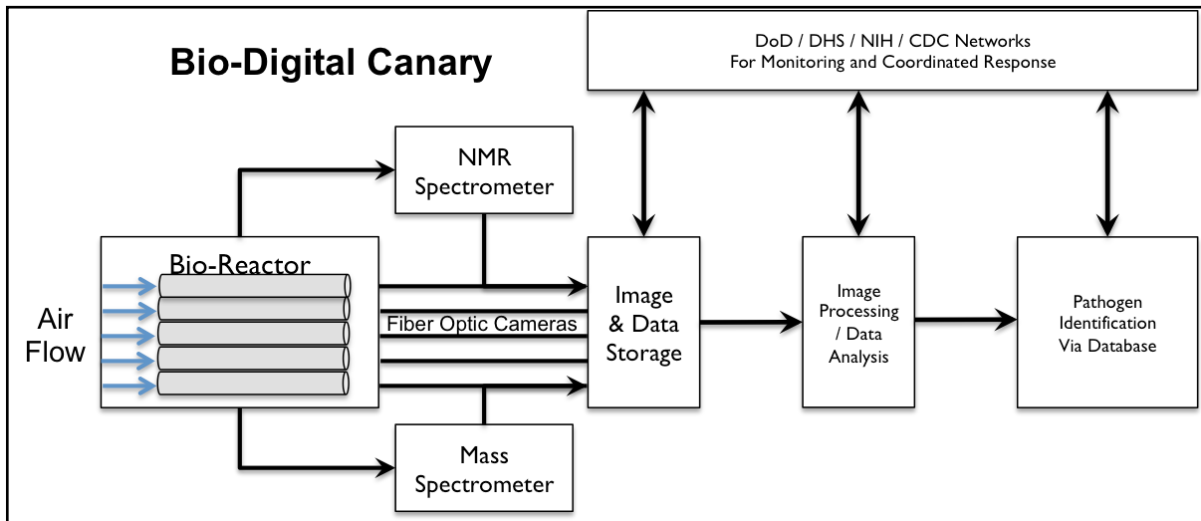 Bio-Digital Canary
DoD / DHS / NIH / CDC Networks
For Monitoring and Coordinated Response
NMR
Spectrometer
Bio-Reactor
Air
Flow
Fiber Optic Cameras
Image
& Data
Storage
Image
Processing
/ Data
Analysis
Pathogen
Identification
Via Database
Mass
Spectrometer